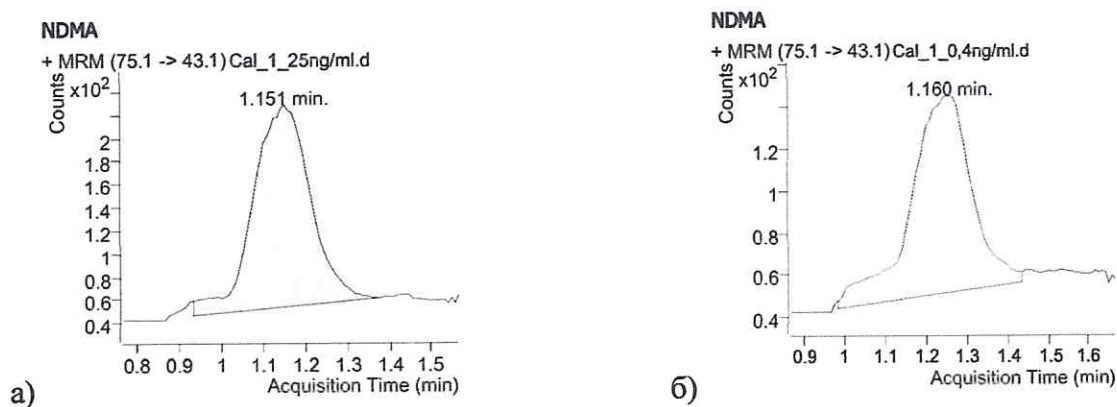 NDMA
+ MRM (75.1 -> 43.1) Cal_1_25ng/ml.d
Counts
x10²
1.151 min.
2
1.8
1.6
1.4
1.2
1
0.8
0.6
0.4
0.8 0.9 1 1.1 1.2 1.3 1.4 1.5
Acquisition Time (min)
а)
NDMA
+ MRM (75.1 -> 43.1) Cal_1_0,4ng/ml.d
Counts
x10²
1.160 min.
1.2
1
0.8
0.6
0.4
0.9 1 1.1 1.2 1.3 1.4 1.5 1.6
Acquisition Time (min)
б)